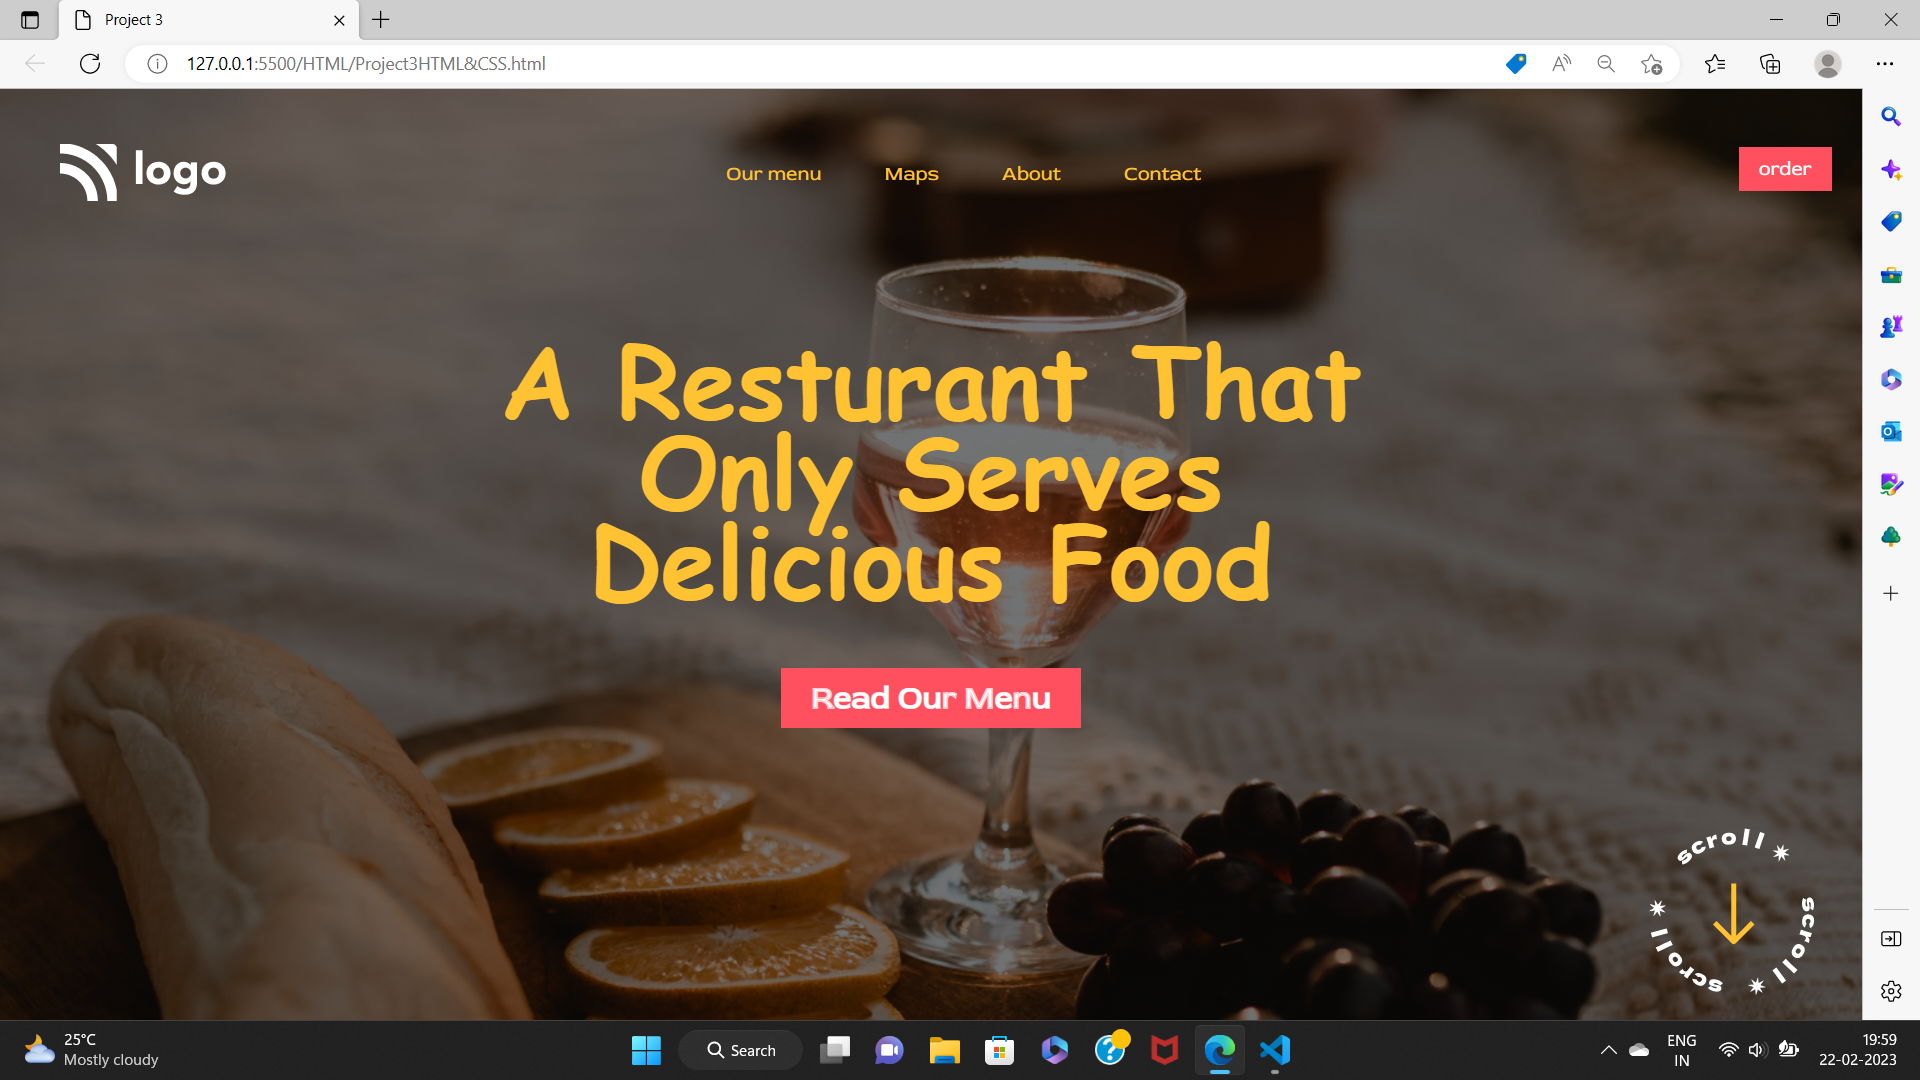 Project 3
127.0.0.1:5500/HTML/Project3HTML&CSS.html
logo
Our menu
Maps
About
Contact
order
A Resturant That
Only Serves
Delicious Food
Read Our Menu
scroll
scroll
scroll
25°C
Mostly cloudy
Search
ENG
IN
19:59
22-02-2023